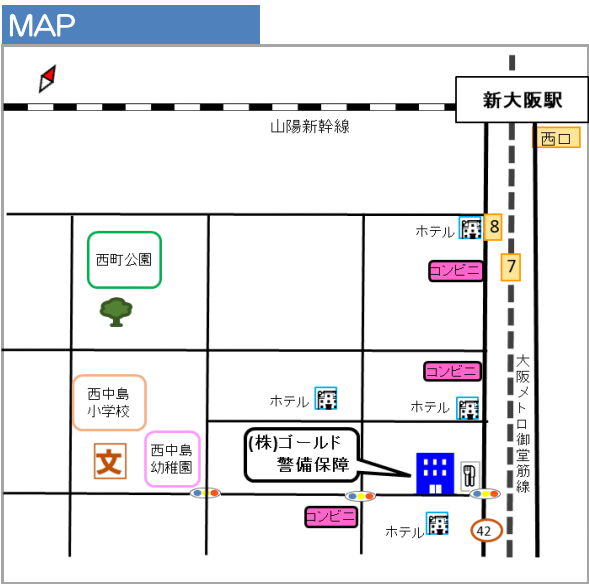 MAP
新大阪駅
山陽新幹線
西口
ホテル
8
コンビニ
7
西町公園
コンビニ
大阪メトロ御堂筋線
西中島
小学校
ホテル
ホテル
文
西中島
幼稚園
(株)ゴールド
警備保障
コンビニ
ホテル
42